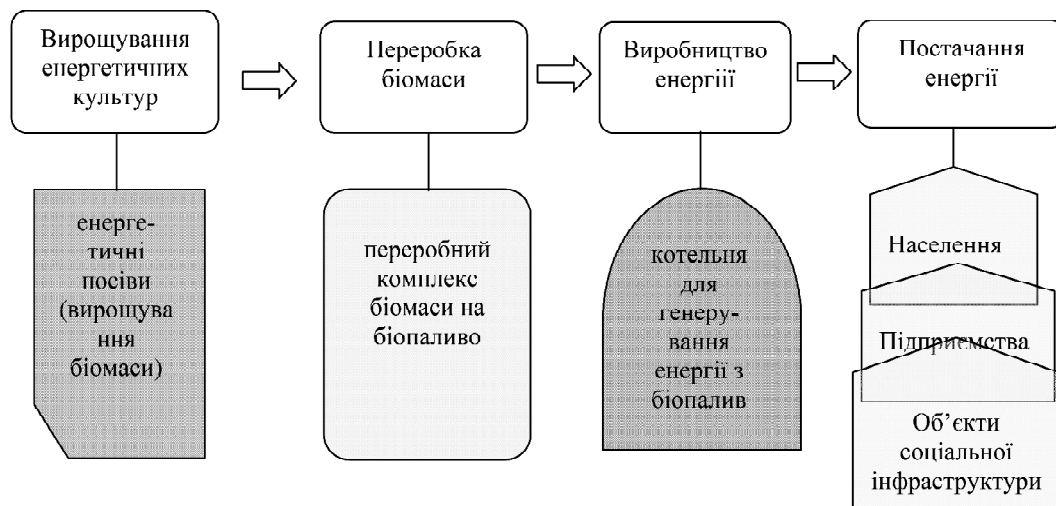 Вирощування
енергетичних
культур
Переробка
біомаси
Виробництво
енергіїї
Постачання
енергії
енерге-
тичні
посіви
(вирощува
ння
біомаси)
переробний
комплекс
біомаси на
біопаливо
котельня
для
генеру-
вання
енергії з
біопалив
Населення
Підприємства
Об’єкти
соціальної
інфраструктури